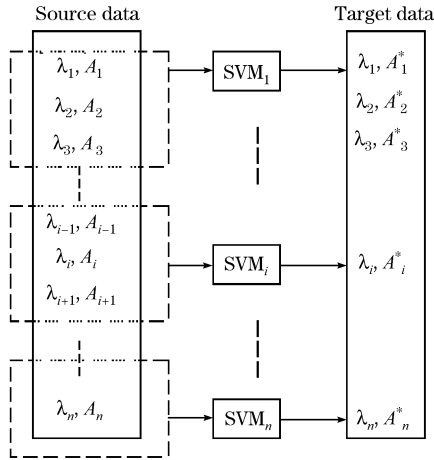 Source data
Target data
λ₁, A₁
SVM₁
λ₁, A*₁
λ₂, A₂
λ₂, A*₂
λ₃, A₃
λ₃, A*₃
λᵢ₋₁, Aᵢ₋₁
λᵢ, Aᵢ
SVMᵢ
λᵢ, A*ᵢ
λᵢ₊₁, Aᵢ₊₁
λₙ, Aₙ
SVMₙ
λₙ, A*ₙ